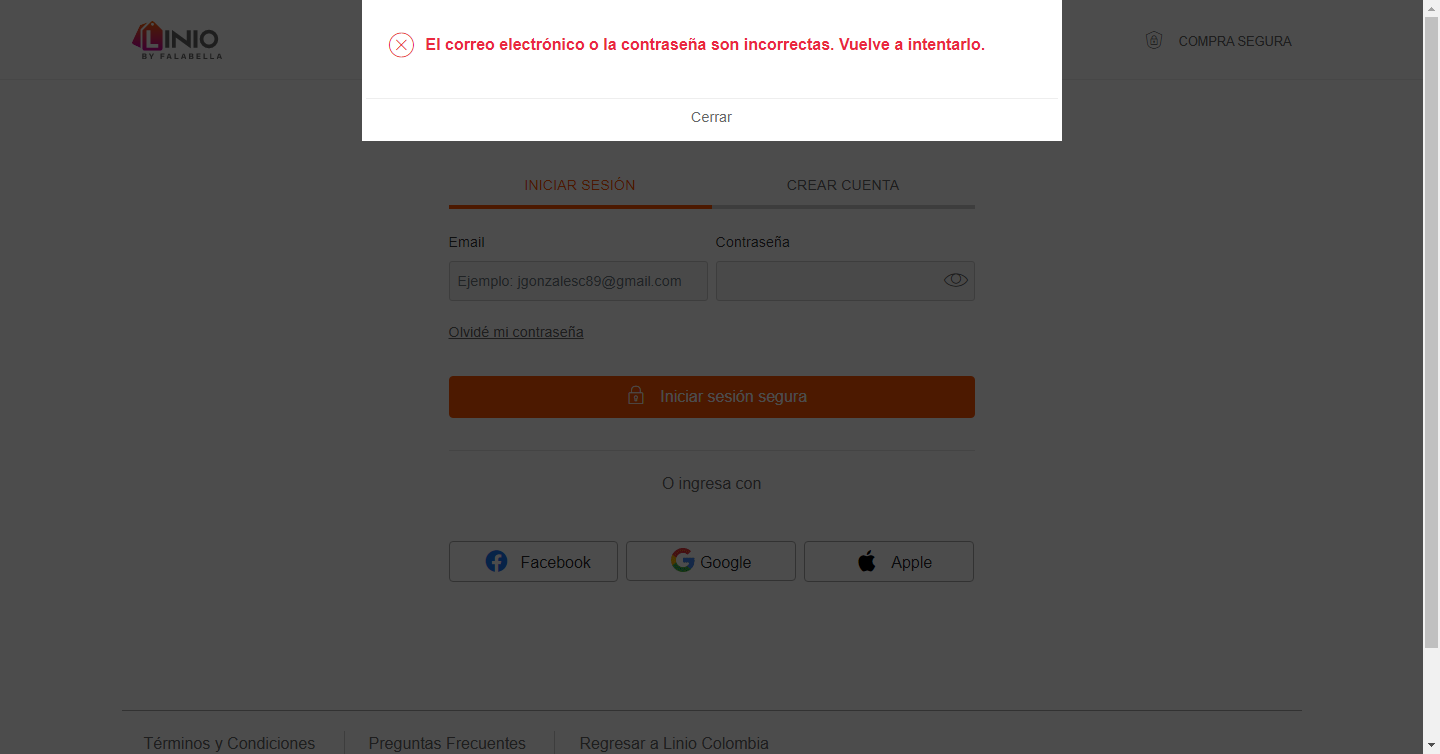 LINIO
BY FALABELLA
El correo electrónico o la contraseña son incorrectas. Vuelve a intentarlo.
COMPRA SEGURA
Cerrar
INICIAR SESIÓN
CREAR CUENTA
Email
Contraseña
Ejemplo: jgonzalesc89@gmail.com
Olvidé mi contraseña
Iniciar sesión segura
O ingresa con
Facebook
Google
Apple
Términos y Condiciones
Preguntas Frecuentes
Regresar a Linio Colombia